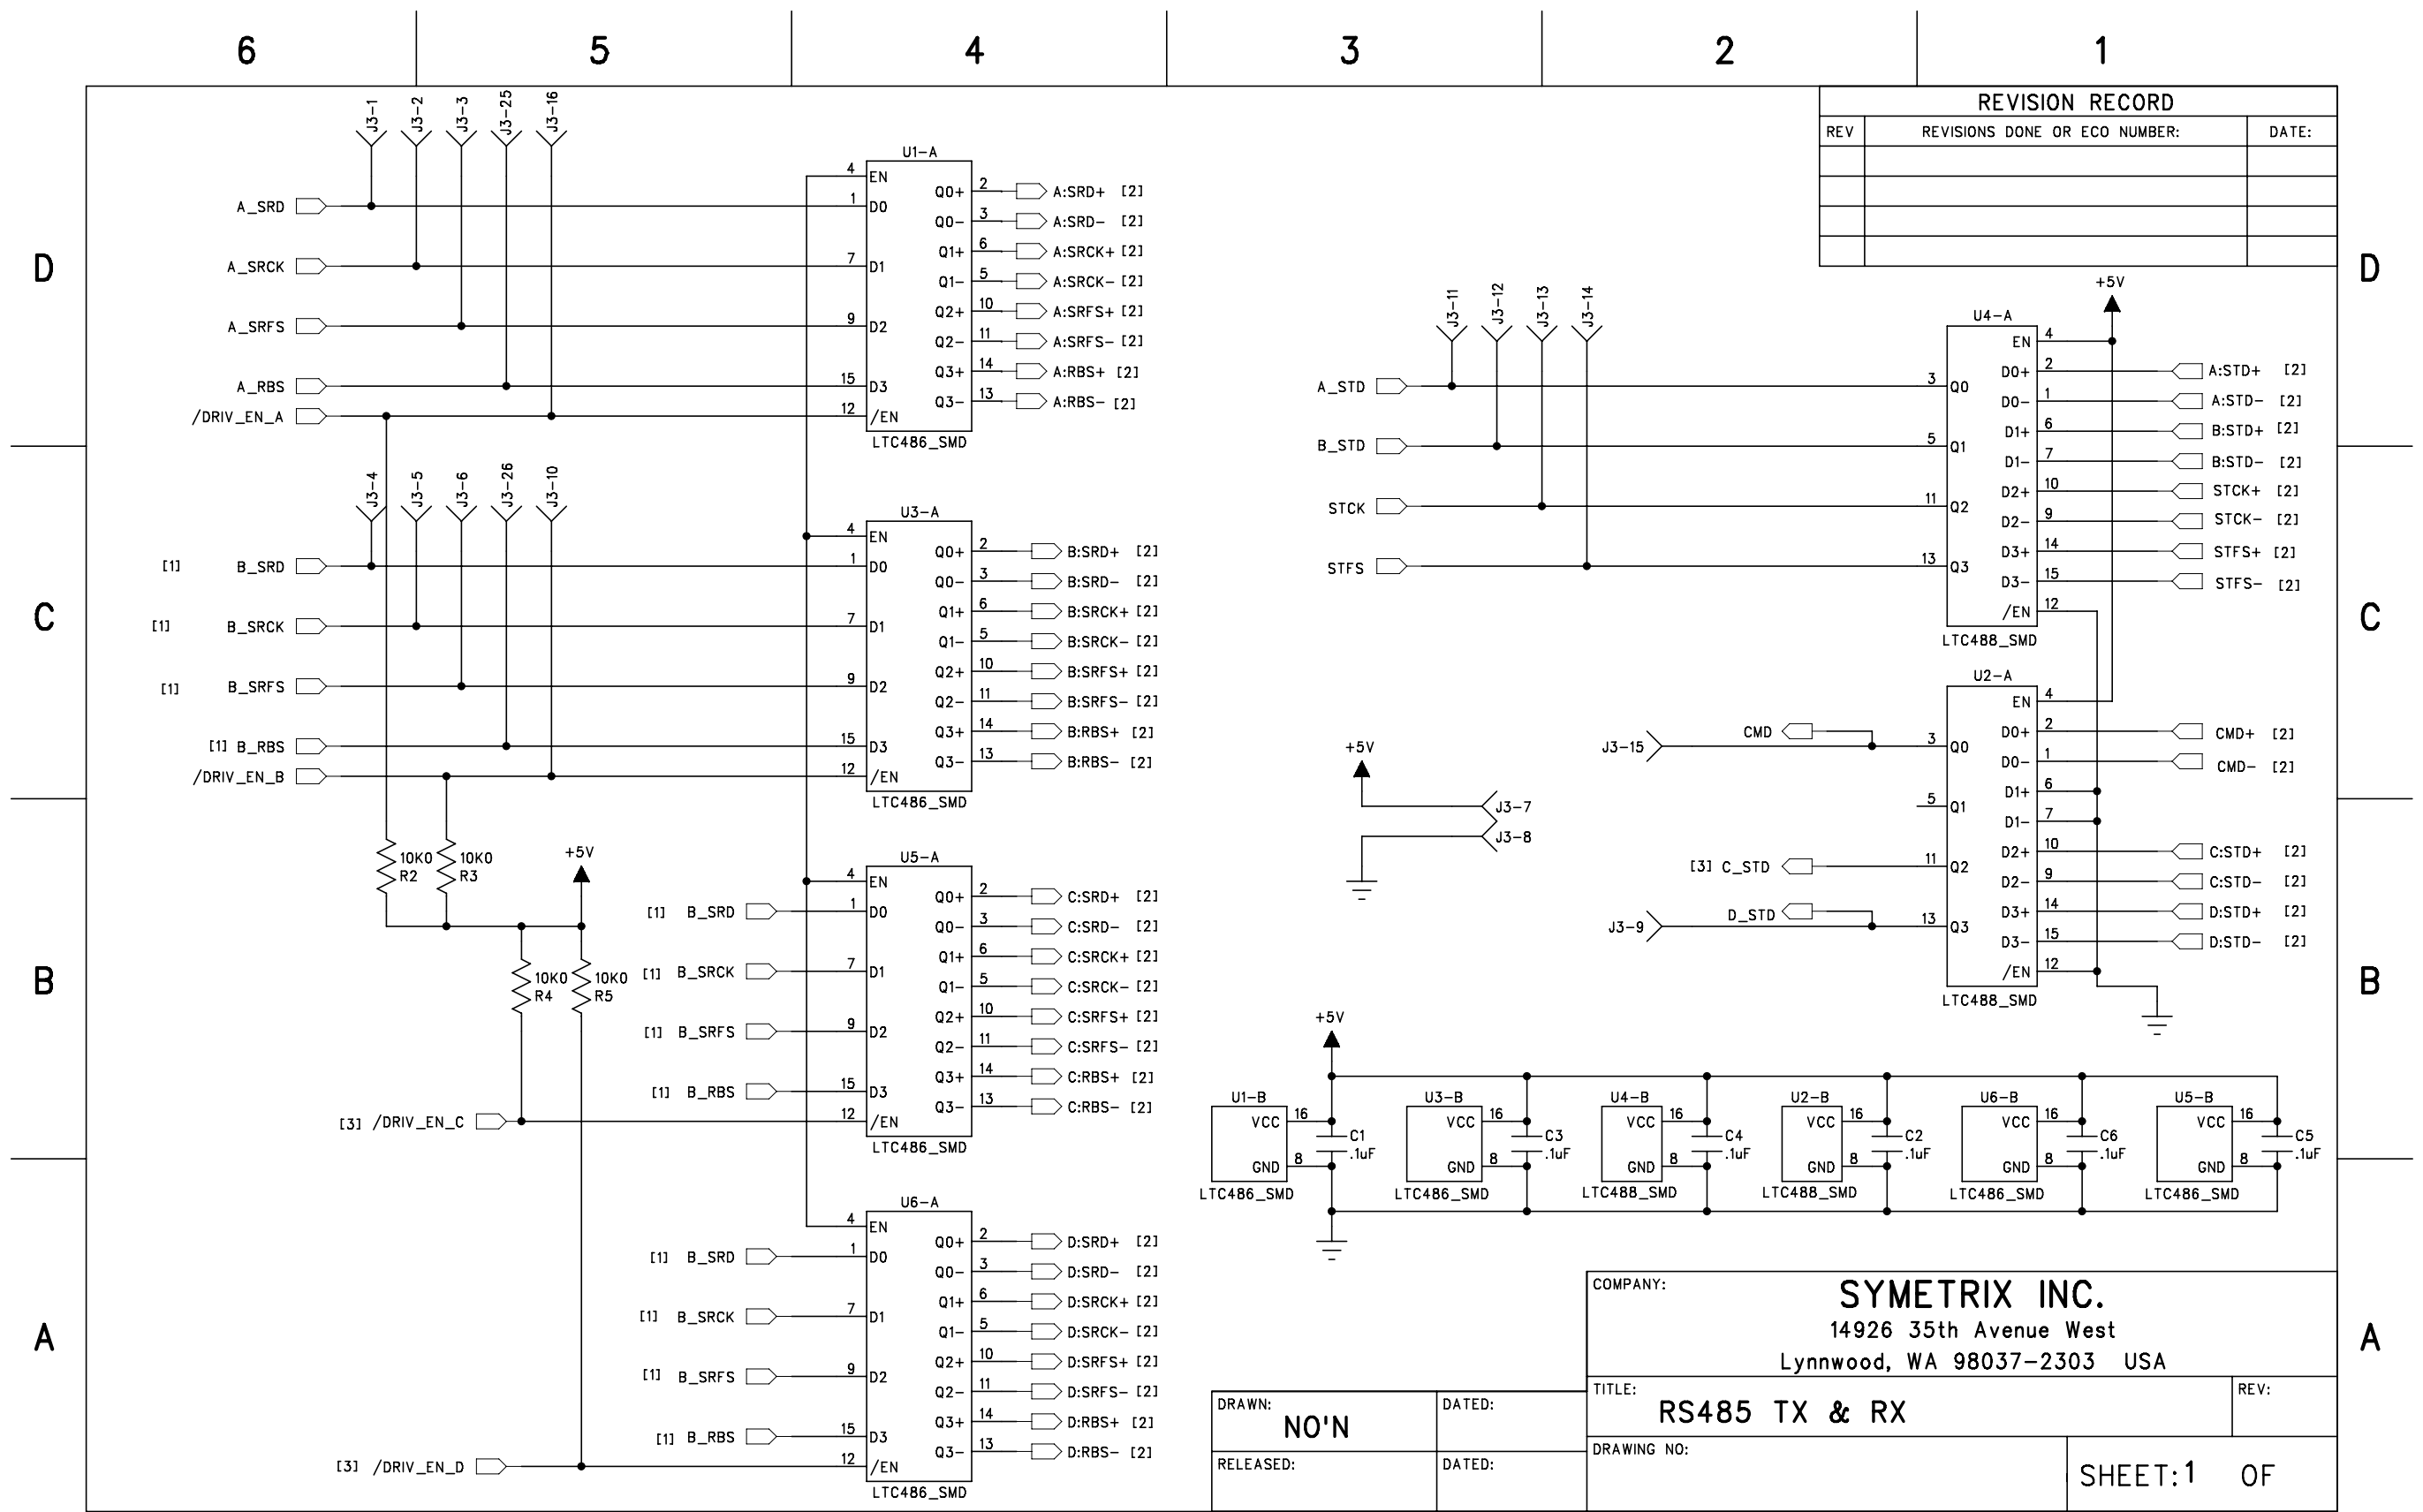 6 5 4 3 2 1
D C B A
D C B A
REVISION RECORD
REV REVISIONS DONE OR ECO NUMBER: DATE:
J3-1 J3-2 J3-3 J3-25 J3-16
A_SRD
A_SRCK
A_SRFS
A_RBS
/DRIV_EN_A
U1-A
4 EN
1 D0
7 D1
9 D2
15 D3
12 /EN
Q0+ 2 A:SRD+ [2]
Q0- 3 A:SRD- [2]
Q1+ 6 A:SRCK+ [2]
Q1- 5 A:SRCK- [2]
Q2+ 10 A:SRFS+ [2]
Q2- 11 A:SRFS- [2]
Q3+ 14 A:RBS+ [2]
Q3- 13 A:RBS- [2]
LTC486_SMD
J3-4 J3-5 J3-6 J3-26 J3-10
[1] B_SRD
[1] B_SRCK
[1] B_SRFS
[1] B_RBS
/DRIV_EN_B
U3-A
4 EN
1 D0
7 D1
9 D2
15 D3
12 /EN
Q0+ 2 B:SRD+ [2]
Q0- 3 B:SRD- [2]
Q1+ 6 B:SRCK+ [2]
Q1- 5 B:SRCK- [2]
Q2+ 10 B:SRFS+ [2]
Q2- 11 B:SRFS- [2]
Q3+ 14 B:RBS+ [2]
Q3- 13 B:RBS- [2]
LTC486_SMD
10K0 R2
10K0 R3
+5V
10K0 R4
10K0 R5
[1] B_SRD
[1] B_SRCK
[1] B_SRFS
[1] B_RBS
[3] /DRIV_EN_C
U5-A
4 EN
1 D0
7 D1
9 D2
15 D3
12 /EN
Q0+ 2 C:SRD+ [2]
Q0- 3 C:SRD- [2]
Q1+ 6 C:SRCK+ [2]
Q1- 5 C:SRCK- [2]
Q2+ 10 C:SRFS+ [2]
Q2- 11 C:SRFS- [2]
Q3+ 14 C:RBS+ [2]
Q3- 13 C:RBS- [2]
LTC486_SMD
[1] B_SRD
[1] B_SRCK
[1] B_SRFS
[1] B_RBS
[3] /DRIV_EN_D
U6-A
4 EN
1 D0
7 D1
9 D2
15 D3
12 /EN
Q0+ 2 D:SRD+ [2]
Q0- 3 D:SRD- [2]
Q1+ 6 D:SRCK+ [2]
Q1- 5 D:SRCK- [2]
Q2+ 10 D:SRFS+ [2]
Q2- 11 D:SRFS- [2]
Q3+ 14 D:RBS+ [2]
Q3- 13 D:RBS- [2]
LTC486_SMD
J3-11 J3-12 J3-13 J3-14
A_STD
B_STD
STCK
STFS
+5V
U4-A
3 Q0
5 Q1
11 Q2
13 Q3
EN 4
D0+ 2 A:STD+ [2]
D0- 1 A:STD- [2]
D1+ 6 B:STD+ [2]
D1- 7 B:STD- [2]
D2+ 10 STCK+ [2]
D2- 9 STCK- [2]
D3+ 14 STFS+ [2]
D3- 15 STFS- [2]
/EN 12
LTC488_SMD
+5V
J3-7
J3-8
CMD
J3-15
[3] C_STD
D_STD
J3-9
U2-A
3 Q0
5 Q1
11 Q2
13 Q3
EN 4
D0+ 2 CMD+ [2]
D0- 1 CMD- [2]
D1+ 6
D1- 7
D2+ 10 C:STD+ [2]
D2- 9 C:STD- [2]
D3+ 14 D:STD+ [2]
D3- 15 D:STD- [2]
/EN 12
LTC488_SMD
+5V
U1-B VCC 16 GND 8 C1 .1uF LTC486_SMD
U3-B VCC 16 GND 8 C3 .1uF LTC486_SMD
U4-B VCC 16 GND 8 C4 .1uF LTC488_SMD
U2-B VCC 16 GND 8 C2 .1uF LTC488_SMD
U6-B VCC 16 GND 8 C6 .1uF LTC486_SMD
U5-B VCC 16 GND 8 C5 .1uF LTC486_SMD
COMPANY:
SYMETRIX INC.
14926 35th Avenue West
Lynnwood, WA 98037-2303 USA
TITLE: RS485 TX & RX
REV:
DRAWN: NO'N
DATED:
RELEASED:
DATED:
DRAWING NO:
SHEET:1 OF